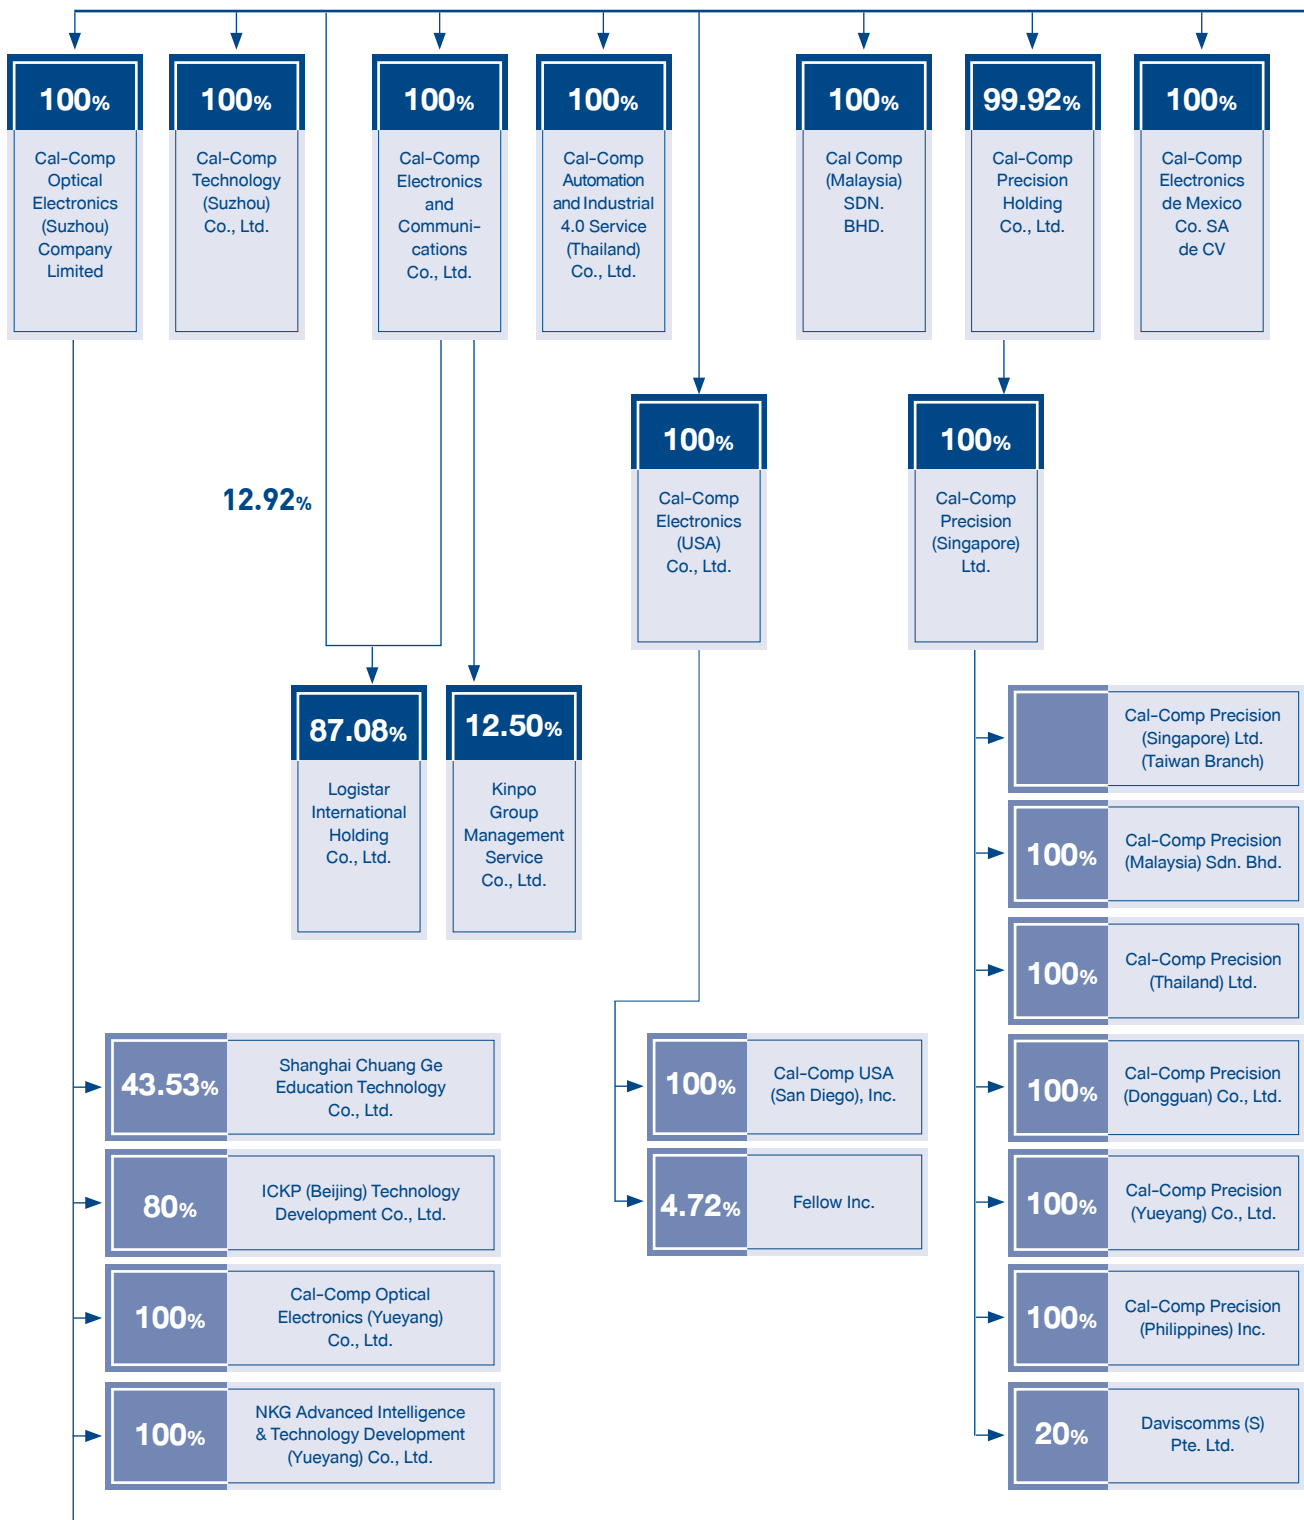 100%
Cal-Comp
Optical
Electronics
(Suzhou)
Company
Limited
100%
Cal-Comp
Technology
(Suzhou)
Co., Ltd.
100%
Cal-Comp
Electronics
and
Communi-
cations
Co., Ltd.
100%
Cal-Comp
Automation
and Industrial
4.0 Service
(Thailand)
Co., Ltd.
100%
Cal Comp
(Malaysia)
SDN.
BHD.
99.92%
Cal-Comp
Precision
Holding
Co., Ltd.
100%
Cal-Comp
Electronics
de Mexico
Co. SA
de CV
12.92%
100%
Cal-Comp
Electronics
(USA)
Co., Ltd.
100%
Cal-Comp
Precision
(Singapore)
Ltd.
87.08%
Logistar
International
Holding
Co., Ltd.
12.50%
Kinpo
Group
Management
Service
Co., Ltd.
43.53%
Shanghai Chuang Ge
Education Technology
Co., Ltd.
80%
ICKP (Beijing) Technology
Development Co., Ltd.
100%
Cal-Comp Optical
Electronics (Yueyang)
Co., Ltd.
100%
NKG Advanced Intelligence
& Technology Development
(Yueyang) Co., Ltd.
100%
Cal-Comp USA
(San Diego), Inc.
4.72%
Fellow Inc.
Cal-Comp Precision
(Singapore) Ltd.
(Taiwan Branch)
100%
Cal-Comp Precision
(Malaysia) Sdn. Bhd.
100%
Cal-Comp Precision
(Thailand) Ltd.
100%
Cal-Comp Precision
(Dongguan) Co., Ltd.
100%
Cal-Comp Precision
(Yueyang) Co., Ltd.
100%
Cal-Comp Precision
(Philippines) Inc.
20%
Daviscomms (S)
Pte. Ltd.